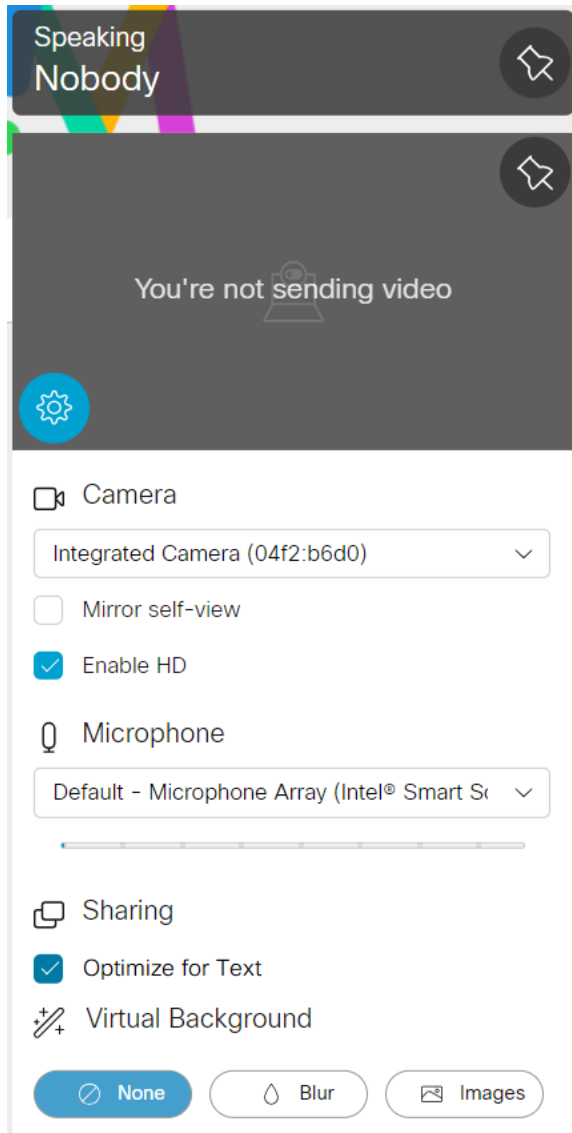 Speaking
Nobody
You're not sending video
Camera
Integrated Camera (04f2:b6d0)
Mirror self-view
Enable HD
Microphone
Default - Microphone Array (Intel® Smart
Sharing
Optimize for Text
Virtual Background
None
Blur
Images